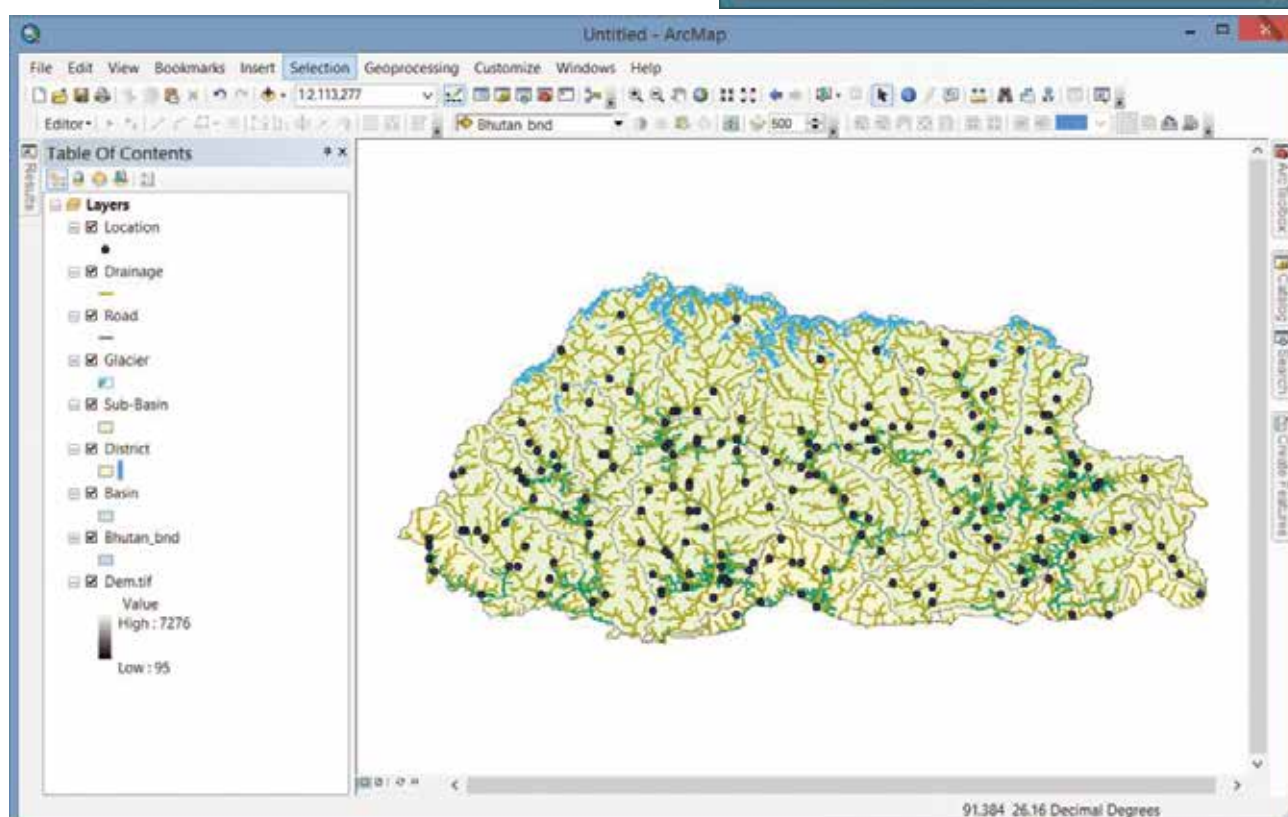 Untitled - ArcMap
File Edit View Bookmarks Insert Selection Geoprocessing Customize Windows Help
1:2,113,277
Editor Bhutan bnd 500
Results
Table Of Contents
Layers
Location
Drainage
Road
Glacier
Sub-Basin
District
Basin
Bhutan_bnd
Dem.tif
Value
High : 7276
Low : 95
ArcToolbox
Catalog
Search
Create Features
91.384 26.16 Decimal Degrees